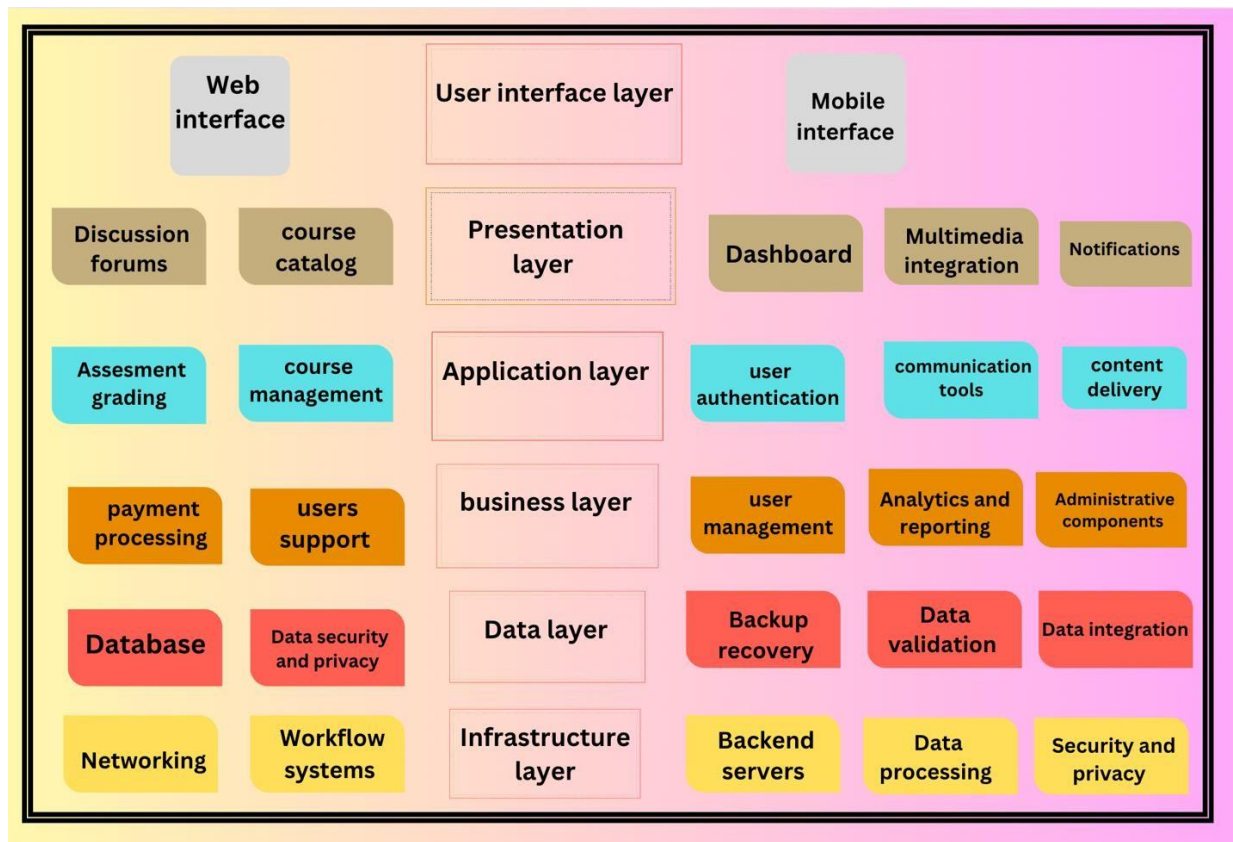 Web
interface
User interface layer
Mobile
interface
Discussion
forums
course
catalog
Presentation
layer
Dashboard
Multimedia
integration
Notifications
Assesment
grading
course
management
Application layer
user
authentication
communication
tools
content
delivery
payment
processing
users
support
business layer
user
management
Analytics and
reporting
Administrative
components
Database
Data security
and privacy
Data layer
Backup
recovery
Data
validation
Data integration
Networking
Workflow
systems
Infrastructure
layer
Backend
servers
Data
processing
Security and
privacy